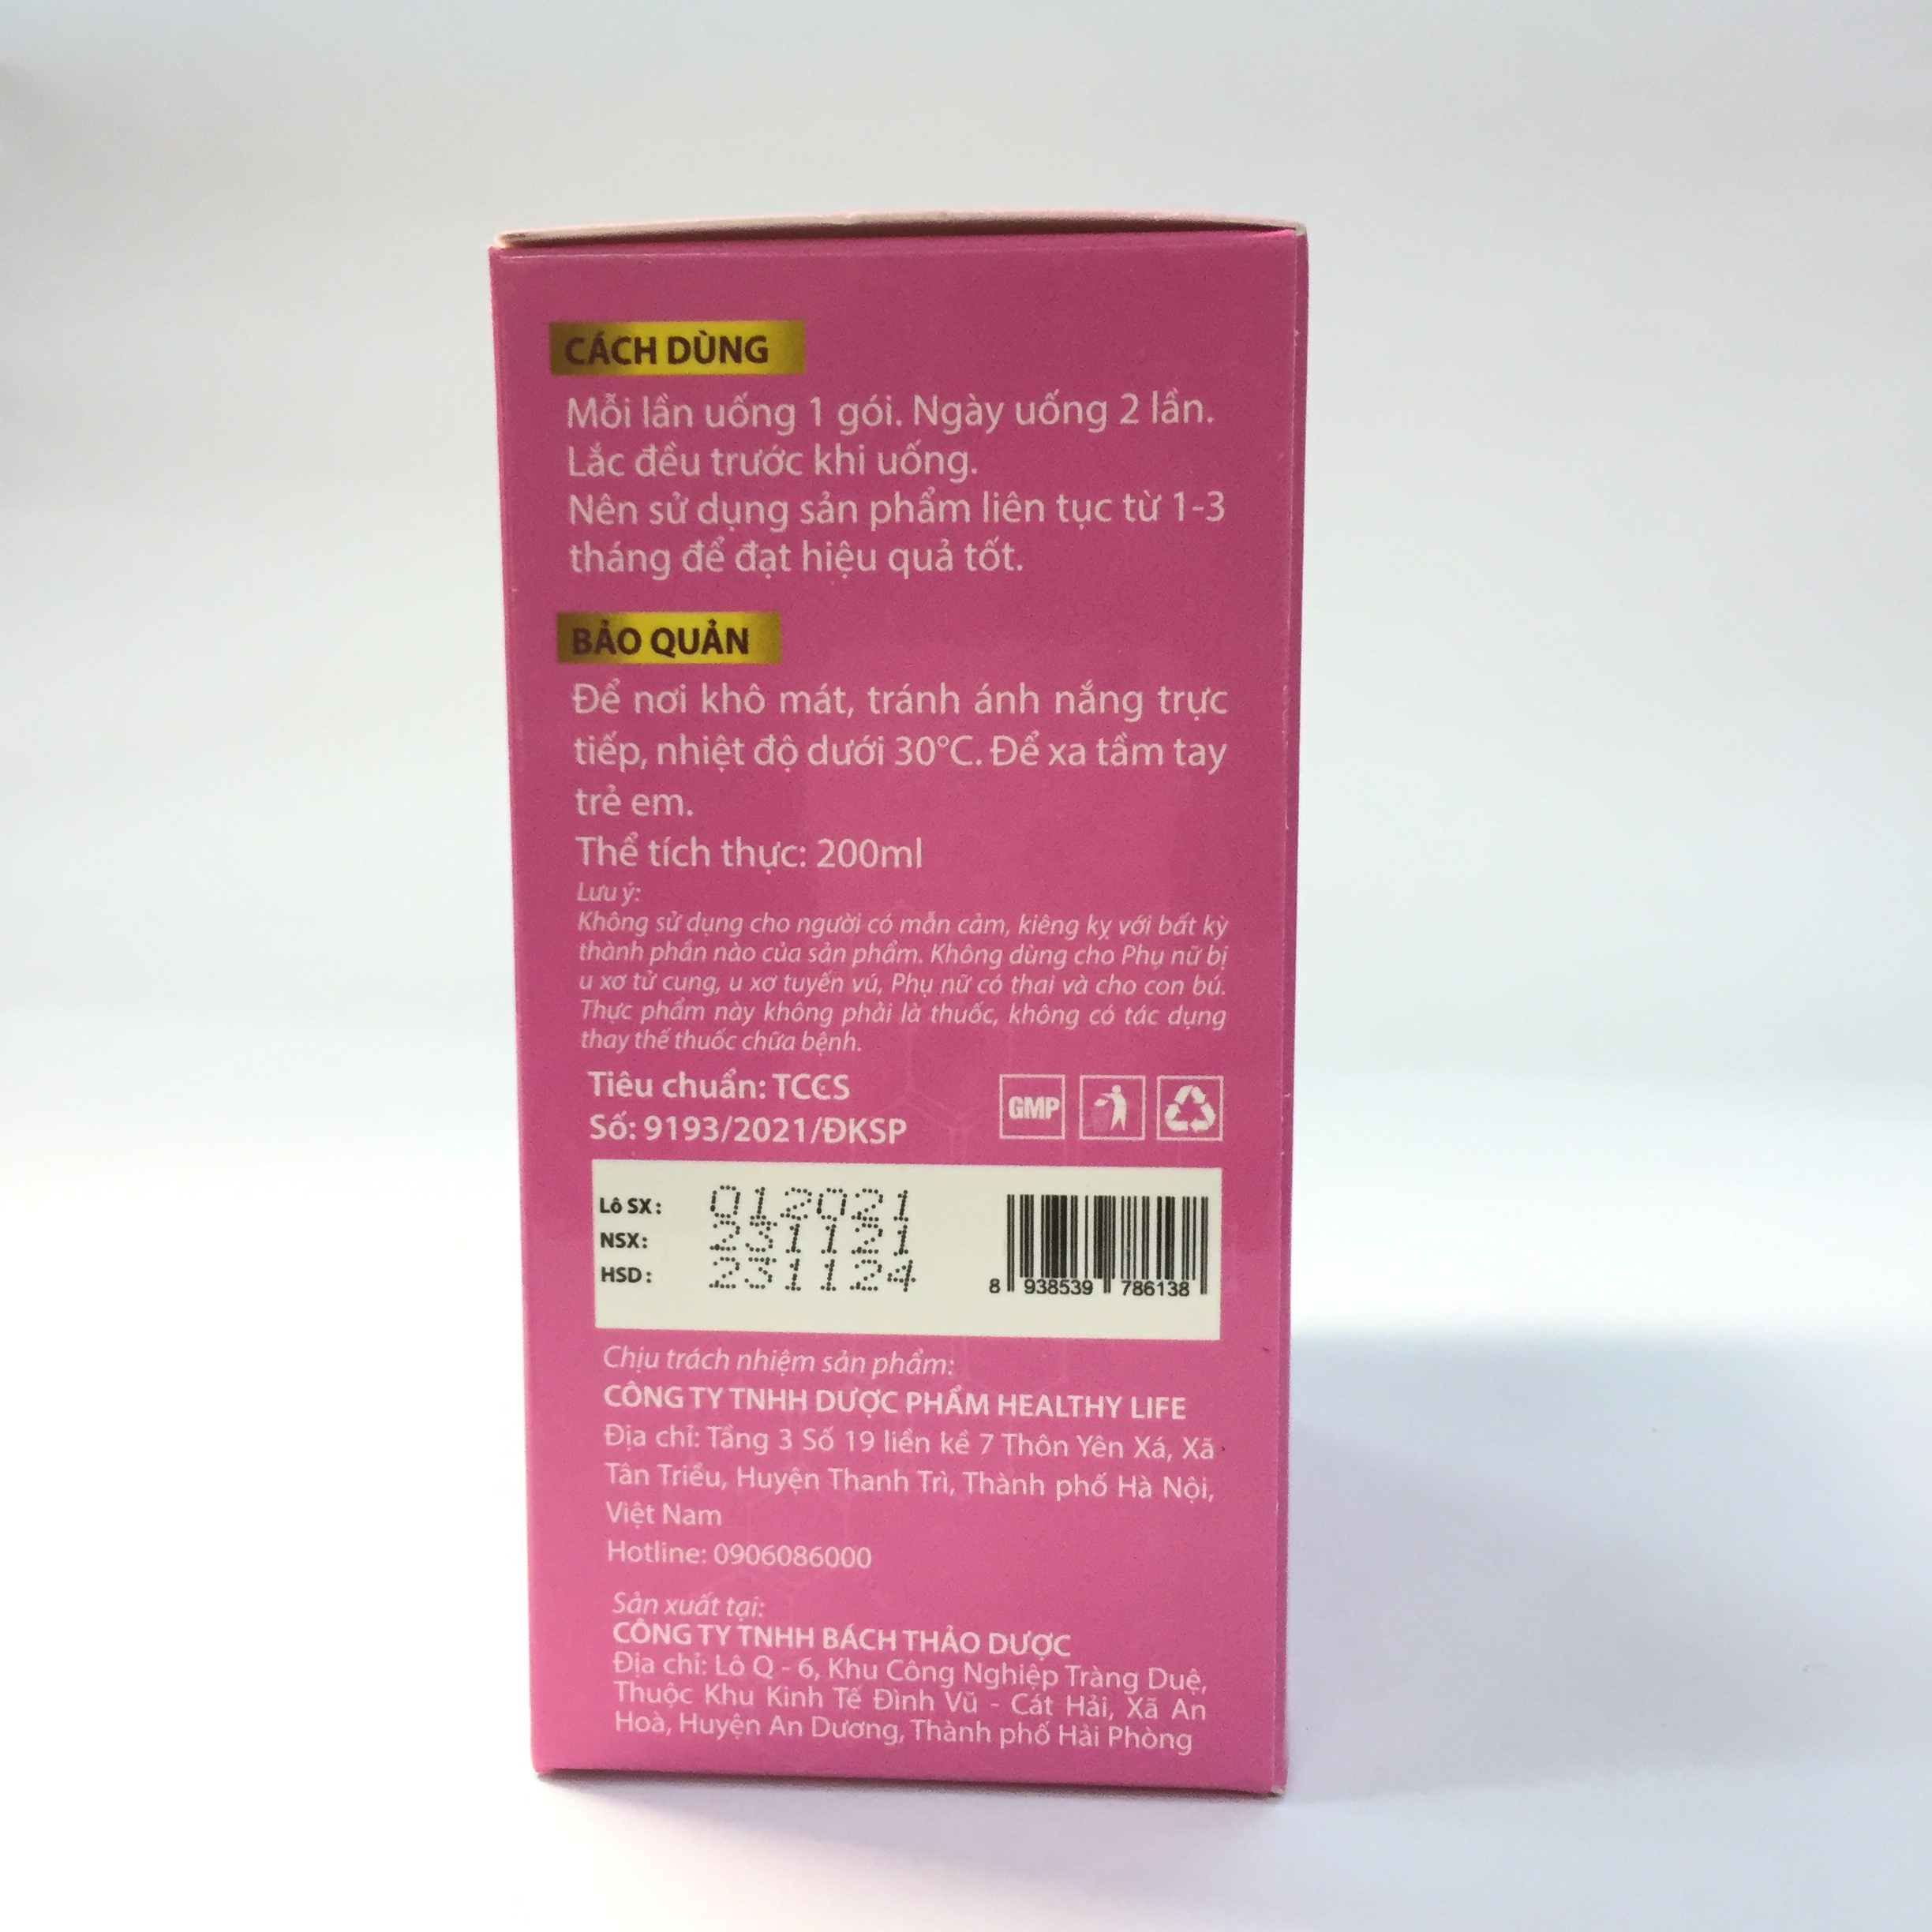 CÁCH DÙNG
Mỗi lần uống 1 gói. Ngày uống 2 lần.
Lắc đều trước khi uống.
Nên sử dụng sản phẩm liên tục từ 1-3
tháng để đạt hiệu quả tốt.
BẢO QUẢN
Để nơi khô mát, tránh ánh nắng trực
tiếp, nhiệt độ dưới 30°C. Để xa tầm tay
trẻ em.
Thể tích thực: 200ml
Lưu ý:
Không sử dụng cho người có mẫn cảm, kiêng kỵ với bất kỳ
thành phần nào của sản phẩm. Không dùng cho Phụ nữ bị
u xơ tử cung, u xơ tuyến vú, Phụ nữ có thai và cho con bú.
Thực phẩm này không phải là thuốc, không có tác dụng
thay thế thuốc chữa bệnh.
Tiêu chuẩn: TCCS
Số: 9193/2021/ĐKSP
GMP
Lô SX: 012021
NSX: 231121
HSD: 231124
8 938539 786138
Chịu trách nhiệm sản phẩm:
CÔNG TY TNHH DƯỢC PHẨM HEALTHY LIFE
Địa chỉ: Tầng 3 Số 19 liền kề 7 Thôn Yên Xá, Xã
Tân Triều, Huyện Thanh Trì, Thành phố Hà Nội,
Việt Nam
Hotline: 0906086000
Sản xuất tại:
CÔNG TY TNHH BÁCH THẢO DƯỢC
Địa chỉ: Lô Q - 6, Khu Công Nghiệp Tràng Duệ,
Thuộc Khu Kinh Tế Đình Vũ - Cát Hải, Xã An
Hoà, Huyện An Dương, Thành phố Hải Phòng